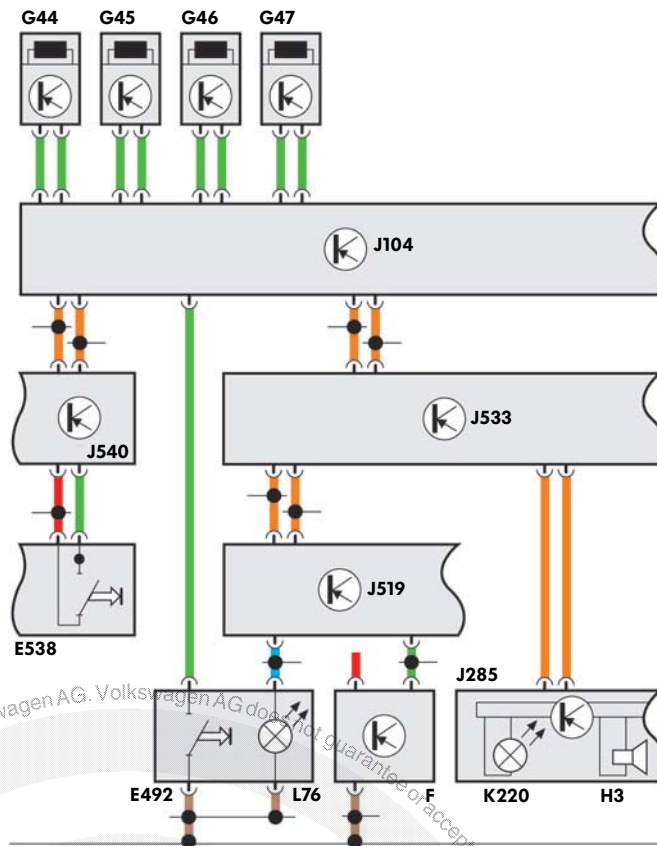 G44 G45 G46 G47
J104
J533
J540
J519
E538
J285
wagen AG. Volkswagen AG does not guarantee or accept
E492 L76 F K220 H3